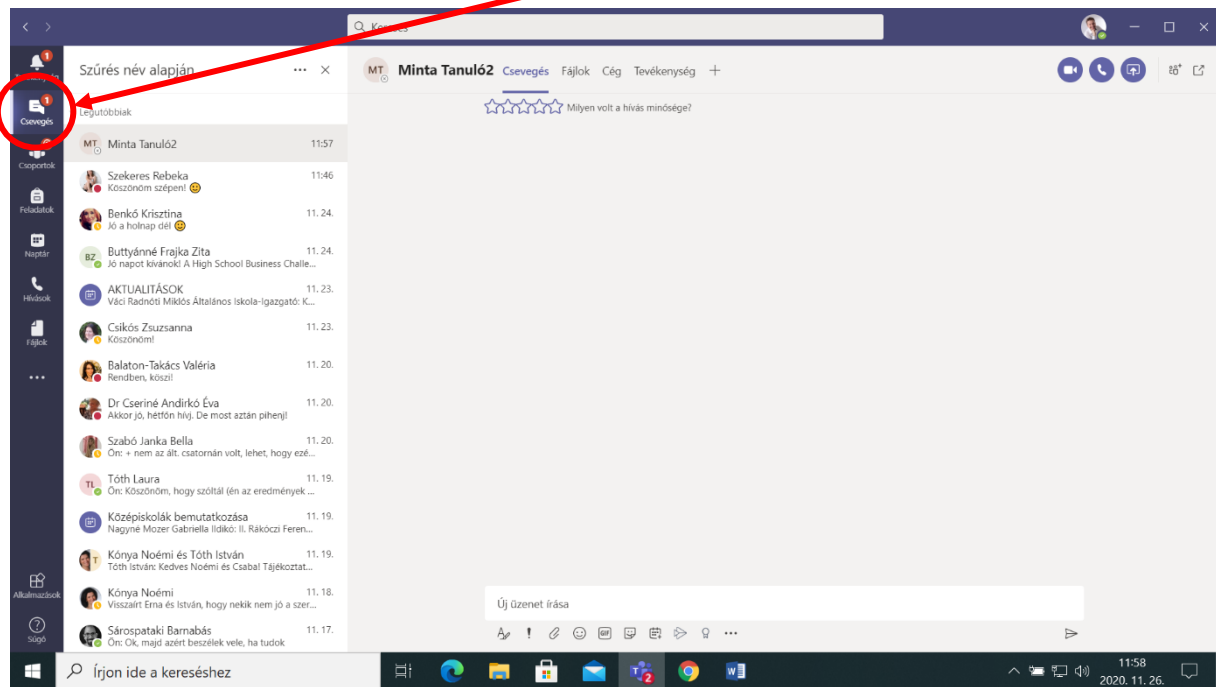 1
Szűrés név alapján ... ×
Minta Tanuló2 Csevegés Fájlok Cég Tevékenység +
MT
Milyen volt a hívás minősége?
1
Csevegés
Csoportok
Feladatok
Naptár
Hívások
Fájlok
...
Alkalmazások
Súgó
Legutóbbiak
MT Minta Tanuló2 11:57
Szekeres Rebeka 11:46
Köszönöm szépen!
Benkó Krisztina 11. 24.
Jó a holnap dél
BZ Buttyánné Frajka Zita 11. 24.
Jó napot kívánok! A High School Business Challe...
AKTUALITÁSOK 11. 23.
Váci Radnóti Miklós Általános Iskola-Igazgató: K...
Csikós Zsuzsanna 11. 23.
Köszönöm!
Balaton-Takács Valéria 11. 20.
Rendben, köszi!
Dr Cseriné Andirkó Éva 11. 20.
Akkor jó, hétfőn hívj. De most aztán pihenj!
Szabó Janka Bella 11. 20.
Ön: + nem az ált. csatornán volt, lehet, hogy ezé...
TL Tóth Laura 11. 19.
Ön: Köszönöm, hogy szóltál (én az eredmények ...
Középiskolák bemutatkozása 11. 19.
Nagyné Mozer Gabriella Ildikó: II. Rákóczi Feren...
T Kónya Noémi és Tóth István 11. 19.
Tóth István: Kedves Noémi és Csaba! Tájékoztat...
Kónya Noémi 11. 18.
Visszaírt Erna és István, hogy nekik nem jó a szer...
Sárospataki Barnabás 11. 17.
Ön: Ok, majd azért beszélek vele, ha tudok
Új üzenet írása
GIF
Írjon ide a kereséshez
2
W
11:58
2020. 11. 26.